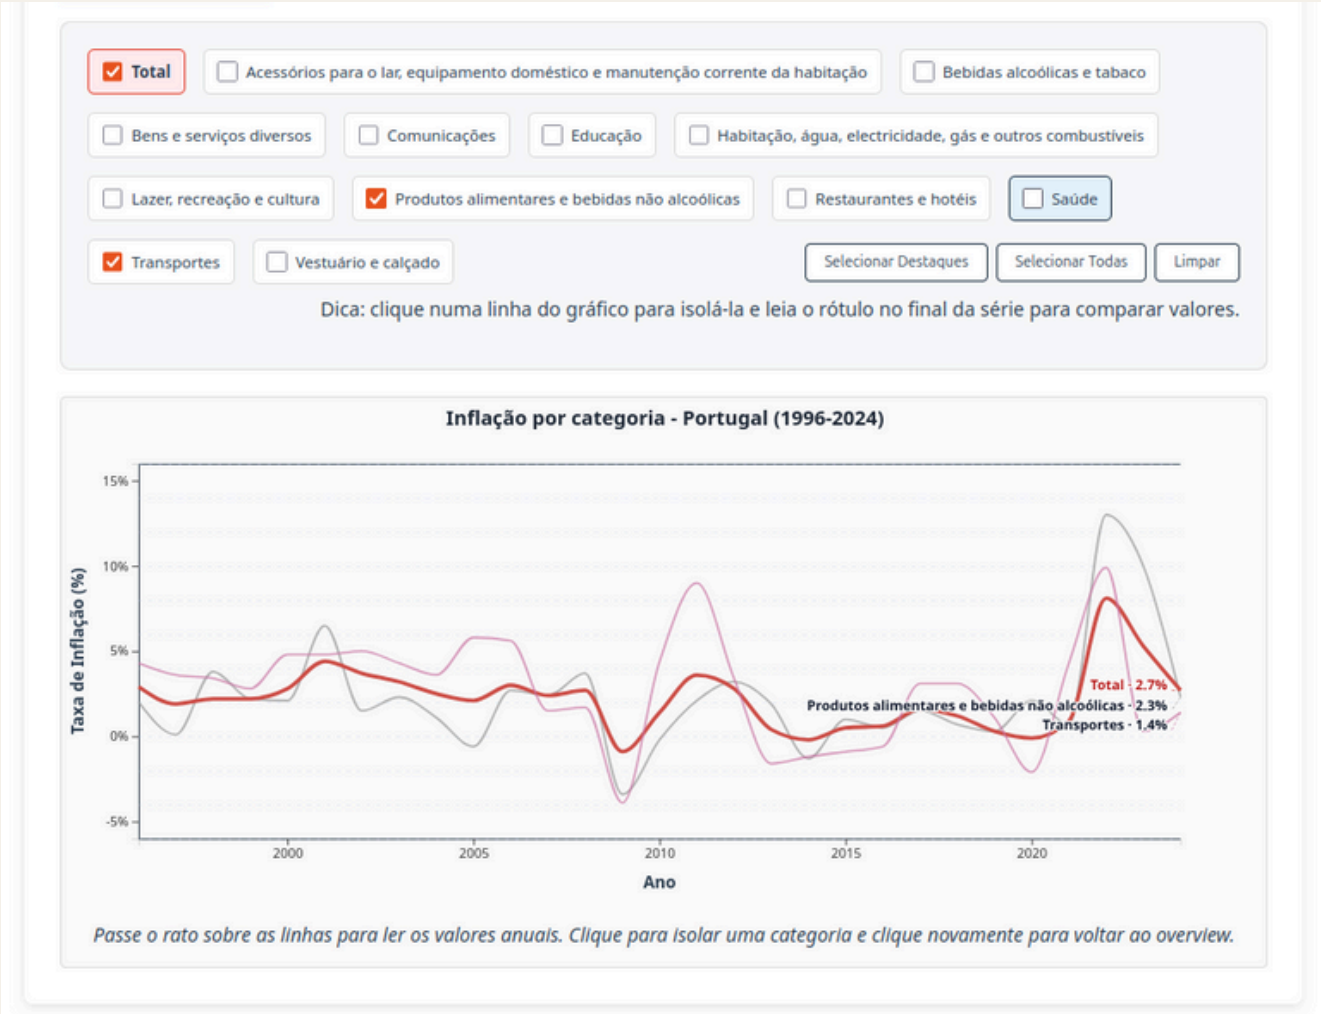 Total Acessórios para o lar, equipamento doméstico e manutenção corrente da habitação Bebidas alcoólicas e tabaco
Bens e serviços diversos Comunicações Educação Habitação, água, electricidade, gás e outros combustíveis
Lazer, recreação e cultura Produtos alimentares e bebidas não alcoólicas Restaurantes e hotéis Saúde
Transportes Vestuário e calçado Selecionar Destaques Selecionar Todas Limpar
Dica: clique numa linha do gráfico para isolá-la e leia o rótulo no final da série para comparar valores.
Inflação por categoria - Portugal (1996-2024)
Taxa de Inflação (%)
15%
10%
5%
0%
-5%
Total · 2.7%
Produtos alimentares e bebidas não alcoólicas · 2.3%
Transportes · 1.4%
2000 2005 2010 2015 2020
Ano
Passe o rato sobre as linhas para ler os valores anuais. Clique para isolar uma categoria e clique novamente para voltar ao overview.